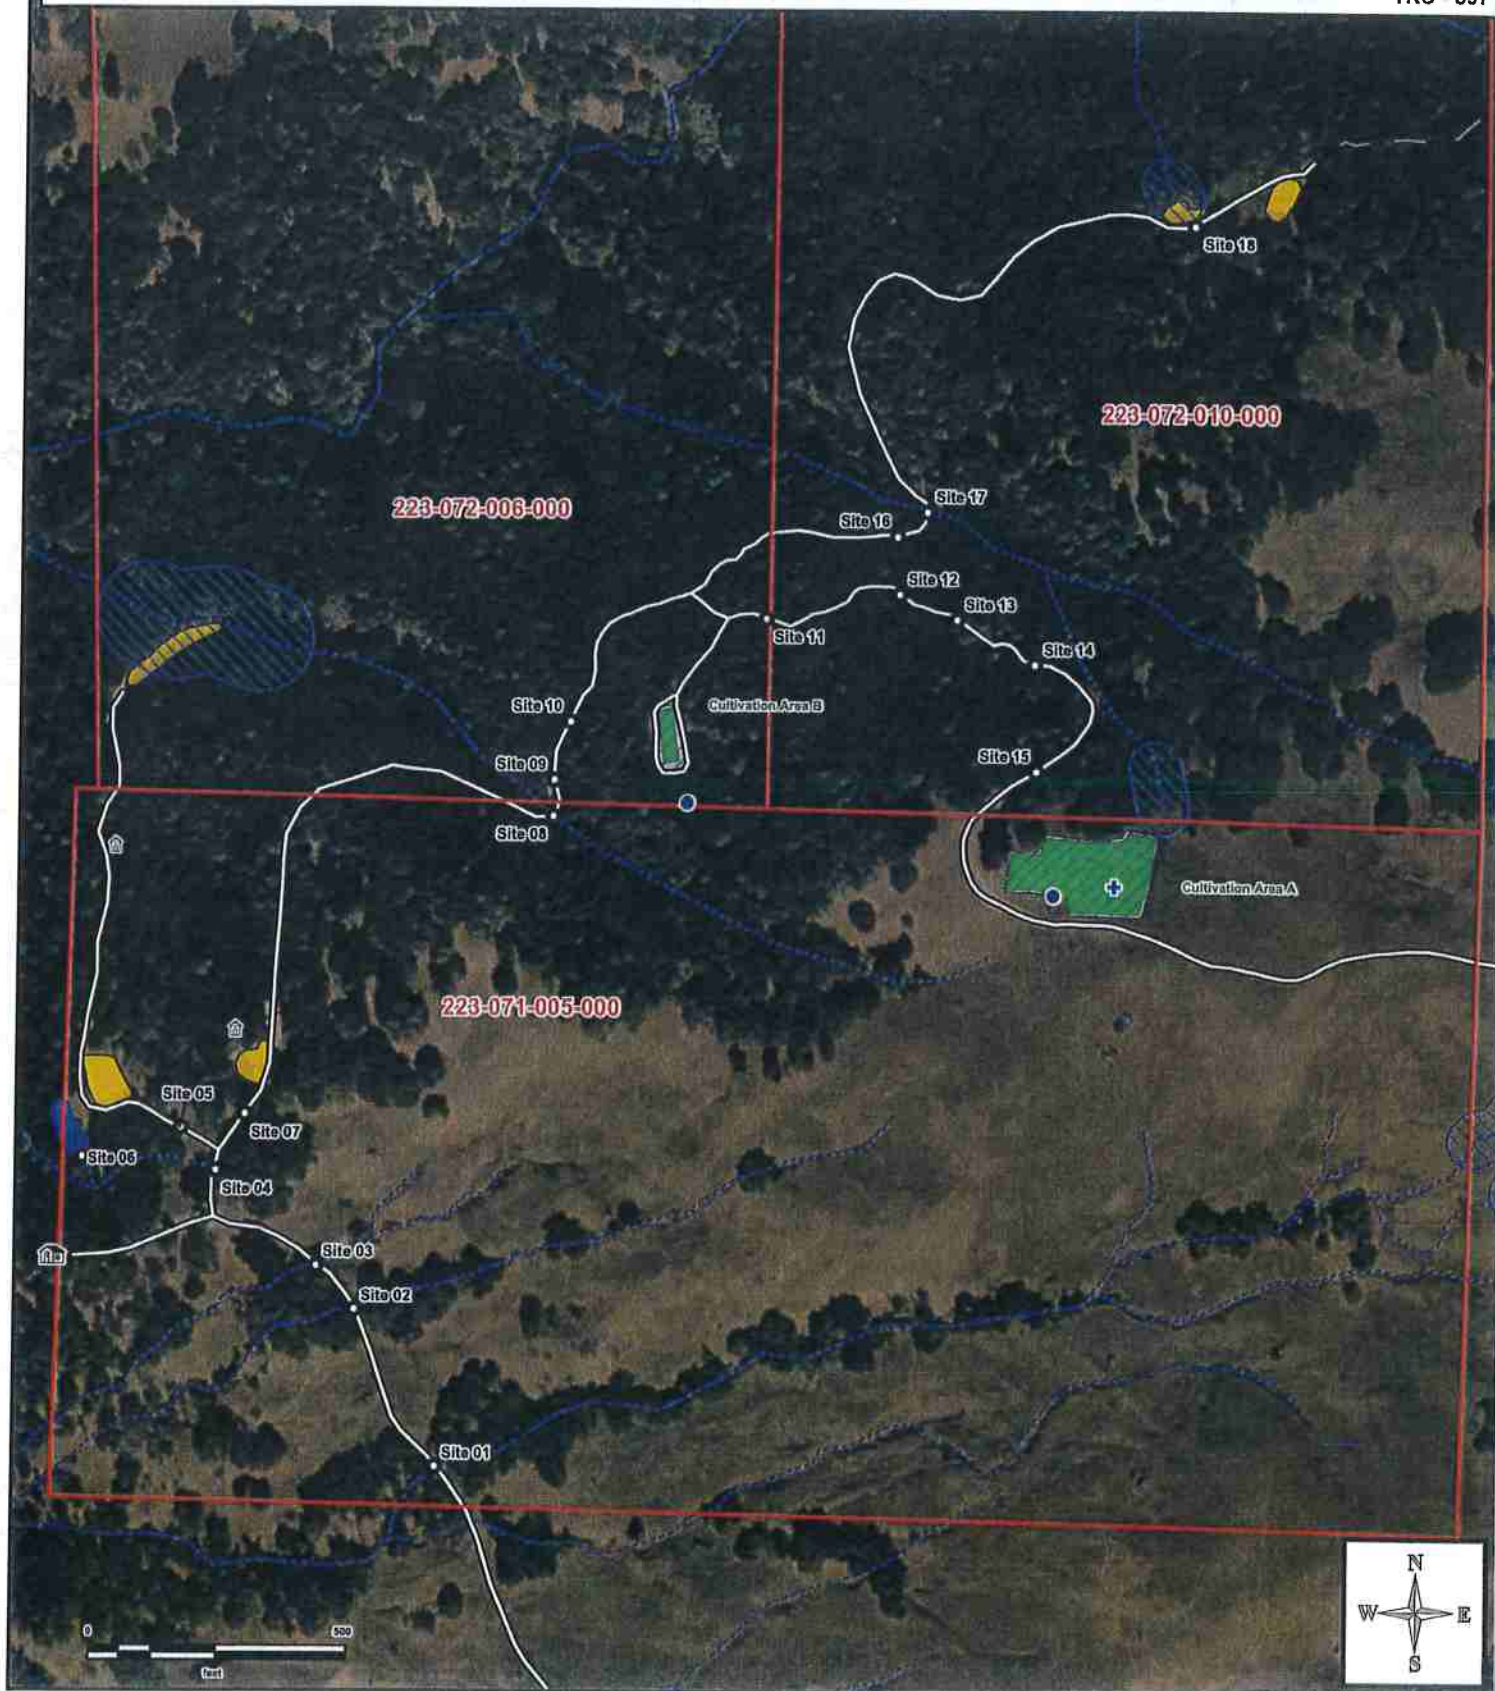 223-072-010-000
Site 18
223-072-006-000
Site 17
Site 16
Site 12
Site 13
Site 11
Site 14
Site 10
Cultivation Area B
Site 09
Site 15
Site 08
Cultivation Area A
223-071-005-000
Site 05
Site 07
Site 06
Site 04
Site 03
Site 02
Site 01
N
W E
S
0 500
feet